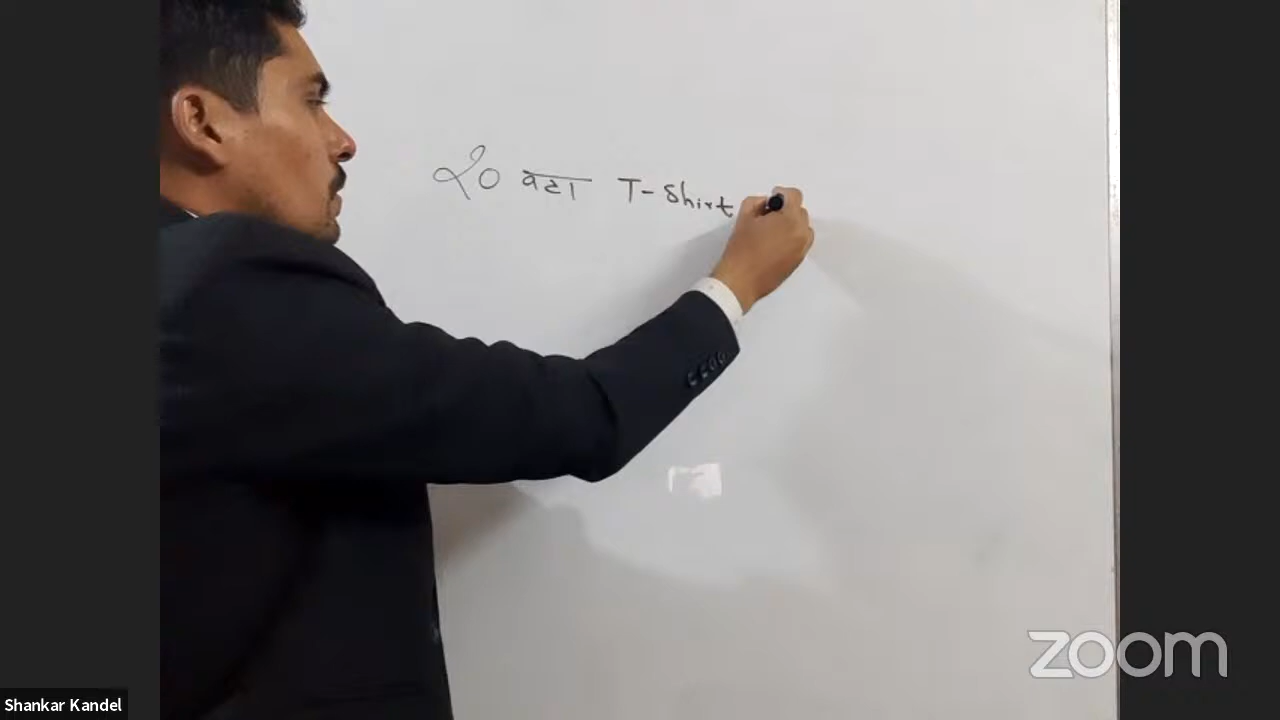 २० वटा T-Shirt
zoom
Shankar Kandel